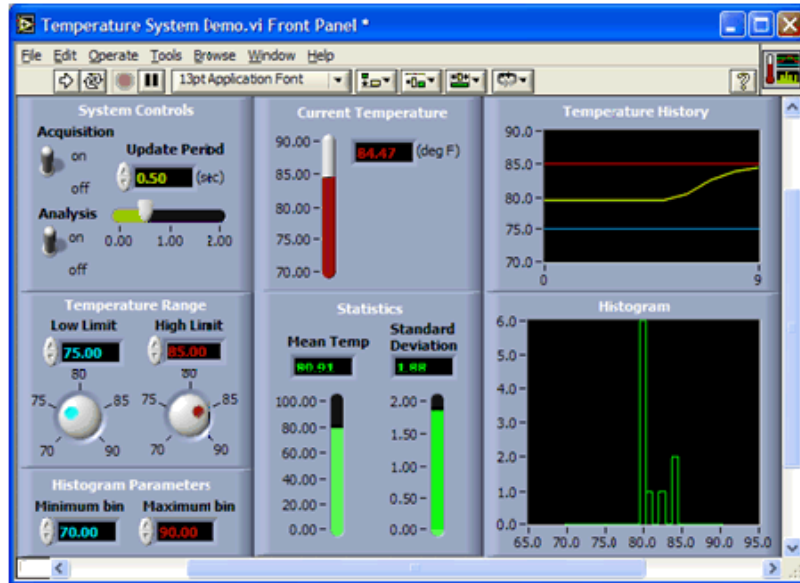 Temperature System Demo.vi Front Panel *
File Edit Operate Tools Browse Window Help
13pt Application Font
?
System Controls
Acquisition
on
off
Update Period
0.50 (sec)
0.00 1.00 2.00
Analysis
on
off
Current Temperature
90.00
85.00
80.00
75.00
70.00
84.47 (deg F)
Temperature History
90.0
85.0
80.0
75.0
70.0
0 9
Temperature Range
Low Limit High Limit
75.00 85.00
80 80
75 85 75 85
70 90 70 90
Histogram Parameters
Minimum bin Maximum bin
70.00 90.00
Statistics
Mean Temp Standard Deviation
80.91 1.88
100.00
80.00
60.00
40.00
20.00
0.00
2.00
1.50
1.00
0.50
0.00
Histogram
6.0
5.0
4.0
3.0
2.0
1.0
0.0
65.0 70.0 75.0 80.0 85.0 90.0 95.0